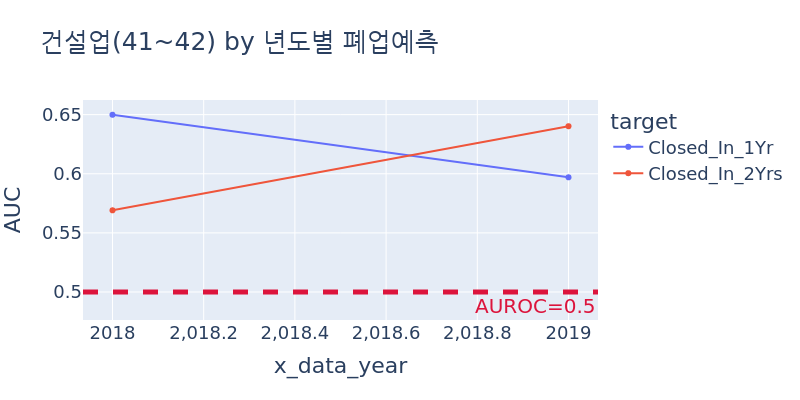 건설업(41~42) by 년도별 폐업예측
target
Closed_In_1Yr
Closed_In_2Yrs
AUC
0.65
0.6
0.55
0.5
AUROC=0.5
2018
2,018.2
2,018.4
2,018.6
2,018.8
2019
x_data_year